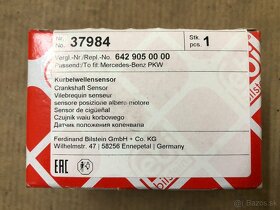 Nr.
No. 37984
Stk.
pcs. 1
Vergl.-Nr./Repl.-No. 642 905 00 00
Passend/To fit: Mercedes-Benz PKW
Kurbelwellensensor
Crankshaft Sensor
Vilebrequin senseur
sensore posizione albero motore
Sensor de cigüeñal
Czujnik wału korbowego
Датчик положения коленвала
Ferdinand Bilstein GmbH + Co. KG
Wilhelmstr. 47 | 58256 Ennepetal | Germany
EAC
bilstein
bazos.sk